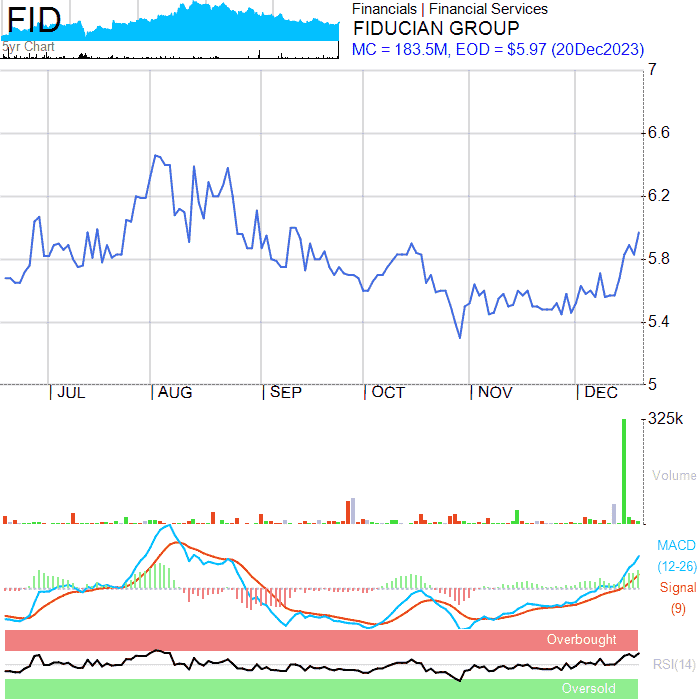 FID
5yr Chart
Financials | Financial Services
FIDUCIAN GROUP
MC = 183.5M, EOD = $5.97 (20Dec2023)
7
6.6
6.2
5.8
5.4
5
JUL AUG SEP OCT NOV DEC
325k
Volume
MACD
(12-26)
Signal
(9)
Overbought
RSI(14)
Oversold